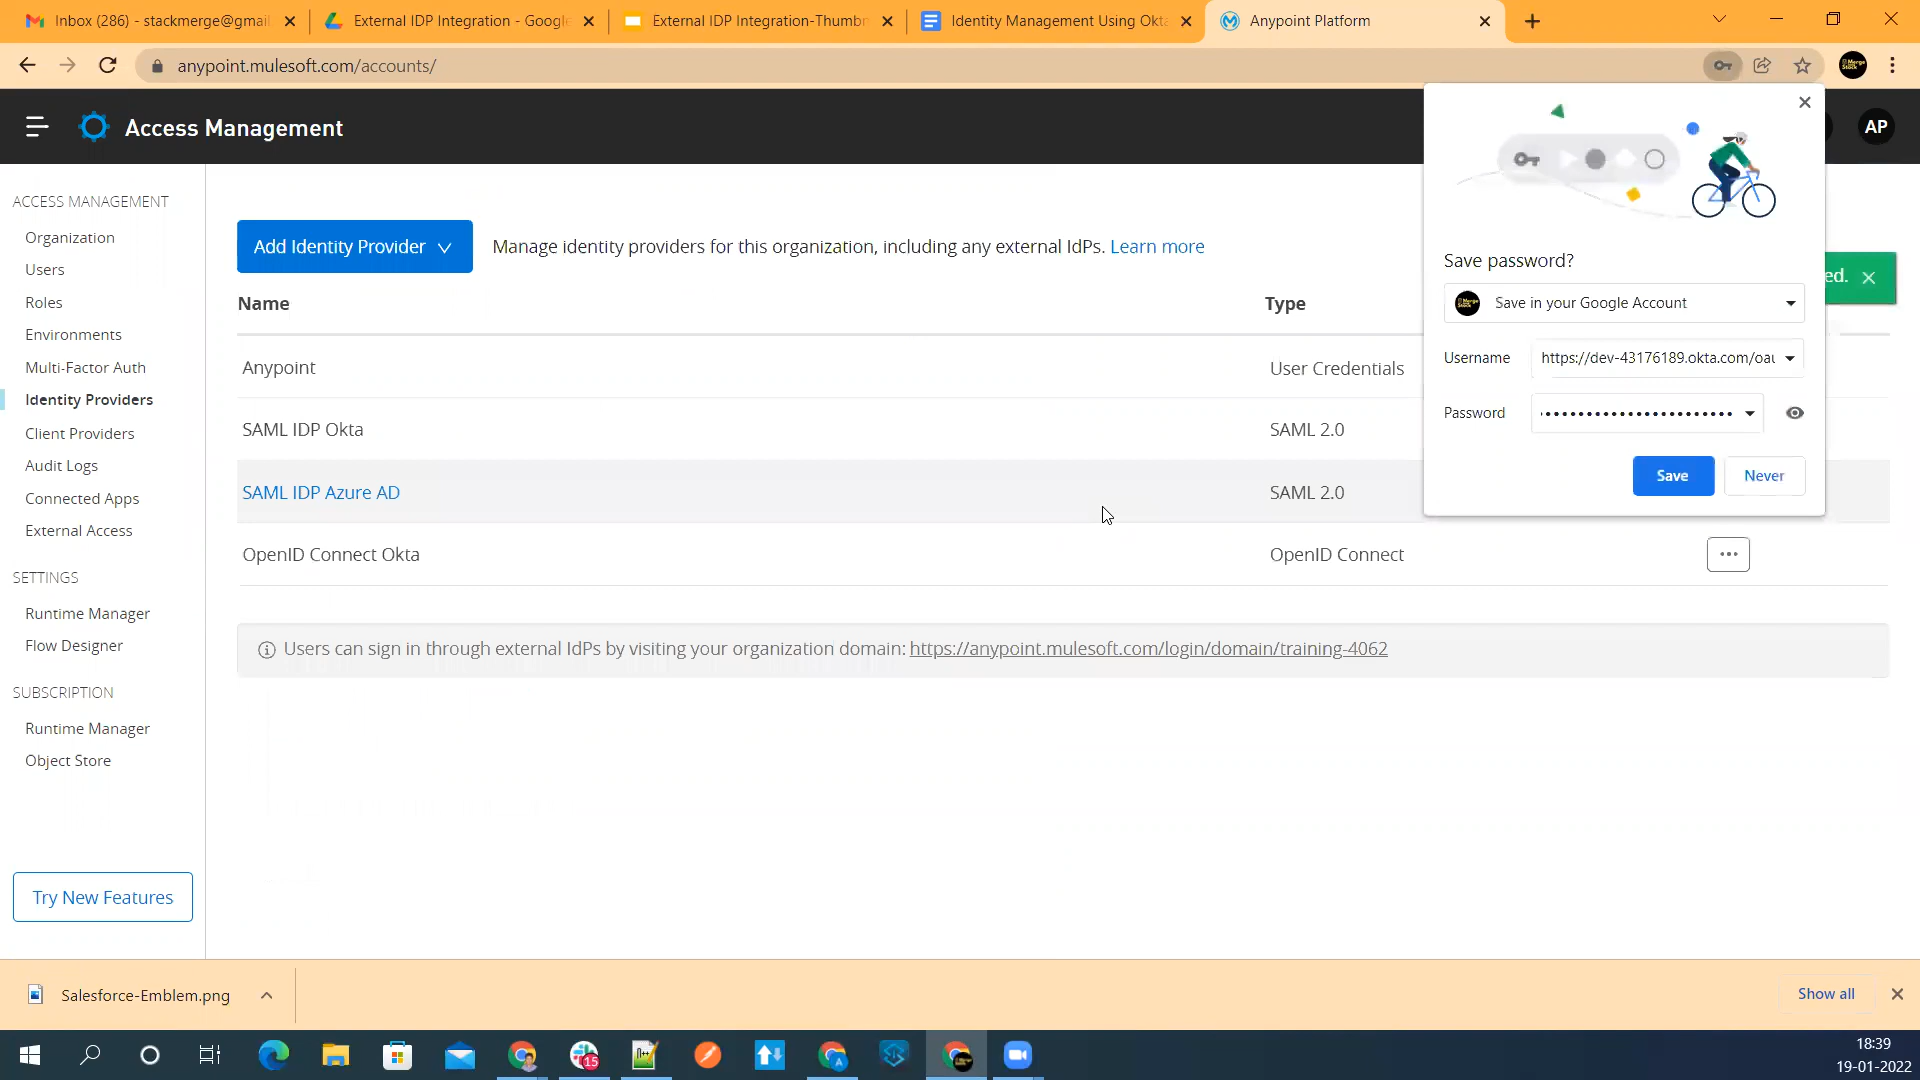 Inbox (286) - stackmerge@gmail
External IDP Integration - Google
External IDP Integration-Thumbn
Identity Management Using Okta
Anypoint Platform
anypoint.mulesoft.com/accounts/
Access Management
AP
ACCESS MANAGEMENT
Organization
Users
Roles
Environments
Multi-Factor Auth
Identity Providers
Client Providers
Audit Logs
Connected Apps
External Access
SETTINGS
Runtime Manager
Flow Designer
SUBSCRIPTION
Runtime Manager
Object Store
Try New Features
Add Identity Provider
Manage identity providers for this organization, including any external IdPs. Learn more
Name Type
Anypoint User Credentials
SAML IDP Okta SAML 2.0
SAML IDP Azure AD SAML 2.0
OpenID Connect Okta OpenID Connect
Users can sign in through external IdPs by visiting your organization domain: https://anypoint.mulesoft.com/login/domain/training-4062
Save password?
Save in your Google Account
Username https://dev-43176189.okta.com/oau
Password
Save Never
ed.
Salesforce-Emblem.png
Show all
15
18:39
19-01-2022